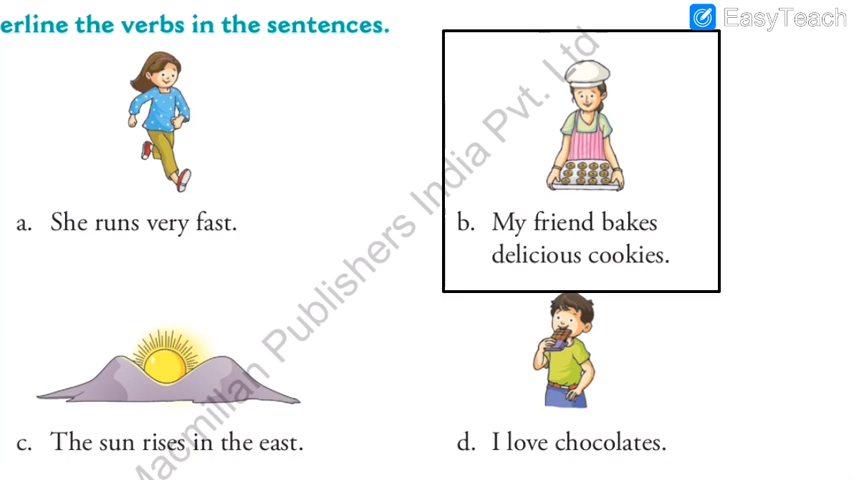 erline the verbs in the sentences.
EasyTeach
a. She runs very fast.
b. My friend bakes
delicious cookies.
c. The sun rises in the east.
d. I love chocolates.
Macmillan Publishers India Pvt. Ltd